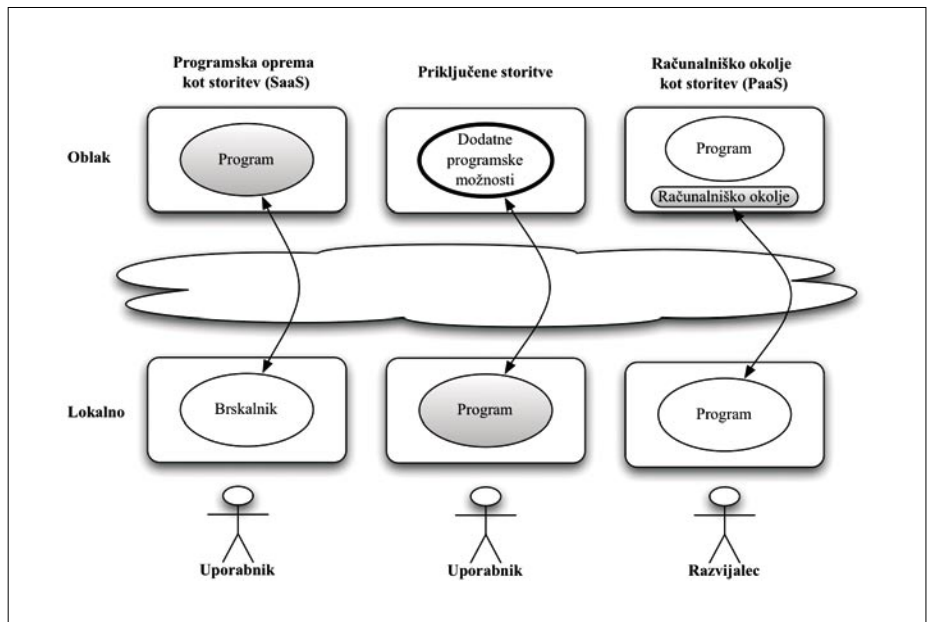 Programska oprema
kot storitev (SaaS)
Priključene storitve
Računalniško okolje
kot storitev (PaaS)
Oblak
Program
Dodatne
programske
možnosti
Program
Računalniško okolje
Lokalno
Brskalnik
Program
Program
Uporabnik
Uporabnik
Razvijalec